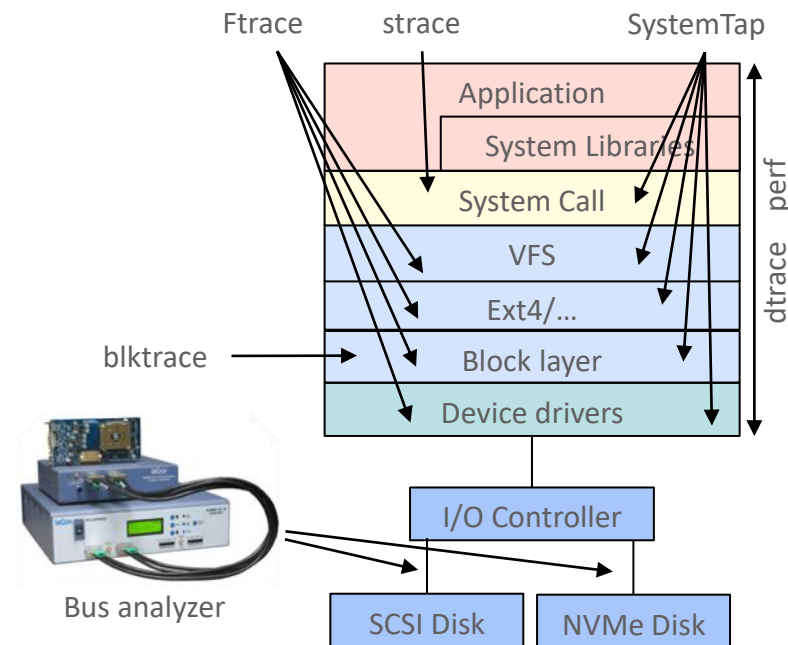 Ftrace
strace
SystemTap
Application
System Libraries
System Call
VFS
Ext4/...
Block layer
Device drivers
dtrace perf
blktrace
I/O Controller
Bus analyzer
SCSI Disk
NVMe Disk